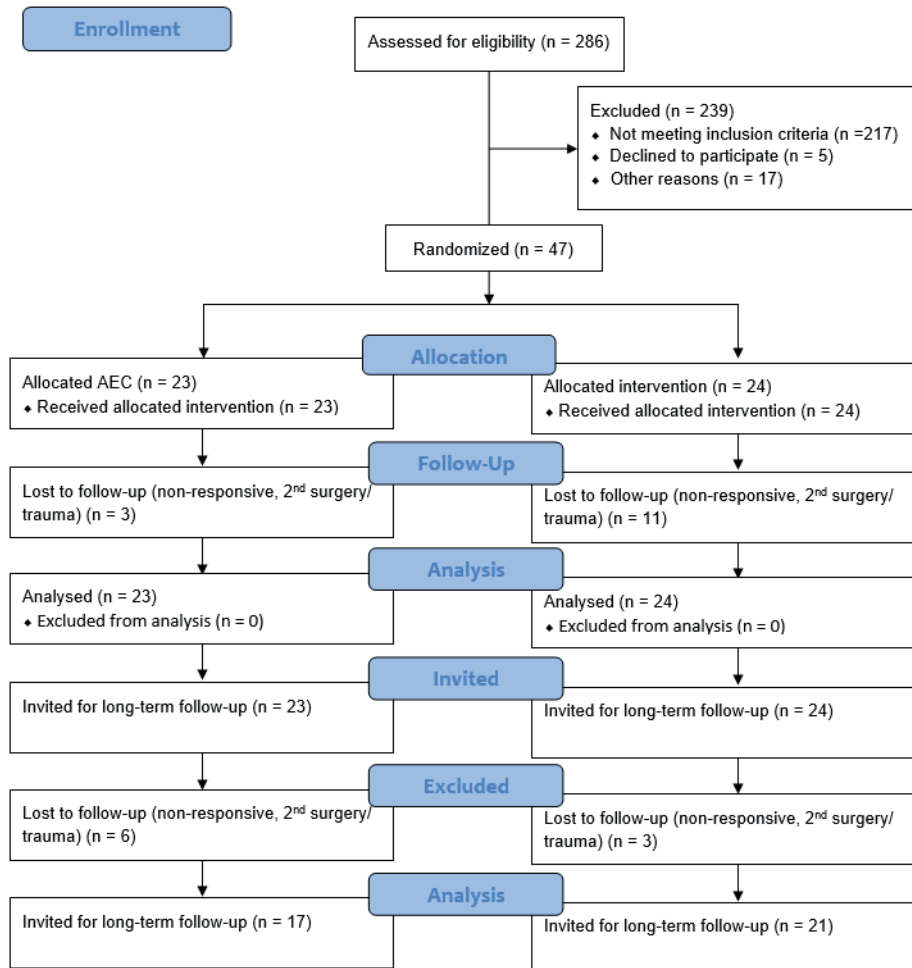 Enrollment
Assessed for eligibility (n = 286)
Excluded (n = 239)
⬥ Not meeting inclusion criteria (n =217)
⬥ Declined to participate (n = 5)
⬥ Other reasons (n = 17)
Randomized (n = 47)
Allocation
Allocated AEC (n = 23)
⬥ Received allocated intervention (n = 23)
Allocated intervention (n = 24)
⬥ Received allocated intervention (n = 24)
Follow-Up
Lost to follow-up (non-responsive, 2nd surgery/
trauma) (n = 3)
Lost to follow-up (non-responsive, 2nd surgery/
trauma) (n = 11)
Analysis
Analysed (n = 23)
⬥ Excluded from analysis (n = 0)
Analysed (n = 24)
⬥ Excluded from analysis (n = 0)
Invited
Invited for long-term follow-up (n = 23)
Invited for long-term follow-up (n = 24)
Excluded
Lost to follow-up (non-responsive, 2nd surgery/
trauma) (n = 6)
Lost to follow-up (non-responsive, 2nd surgery/
trauma) (n = 3)
Analysis
Invited for long-term follow-up (n = 17)
Invited for long-term follow-up (n = 21)